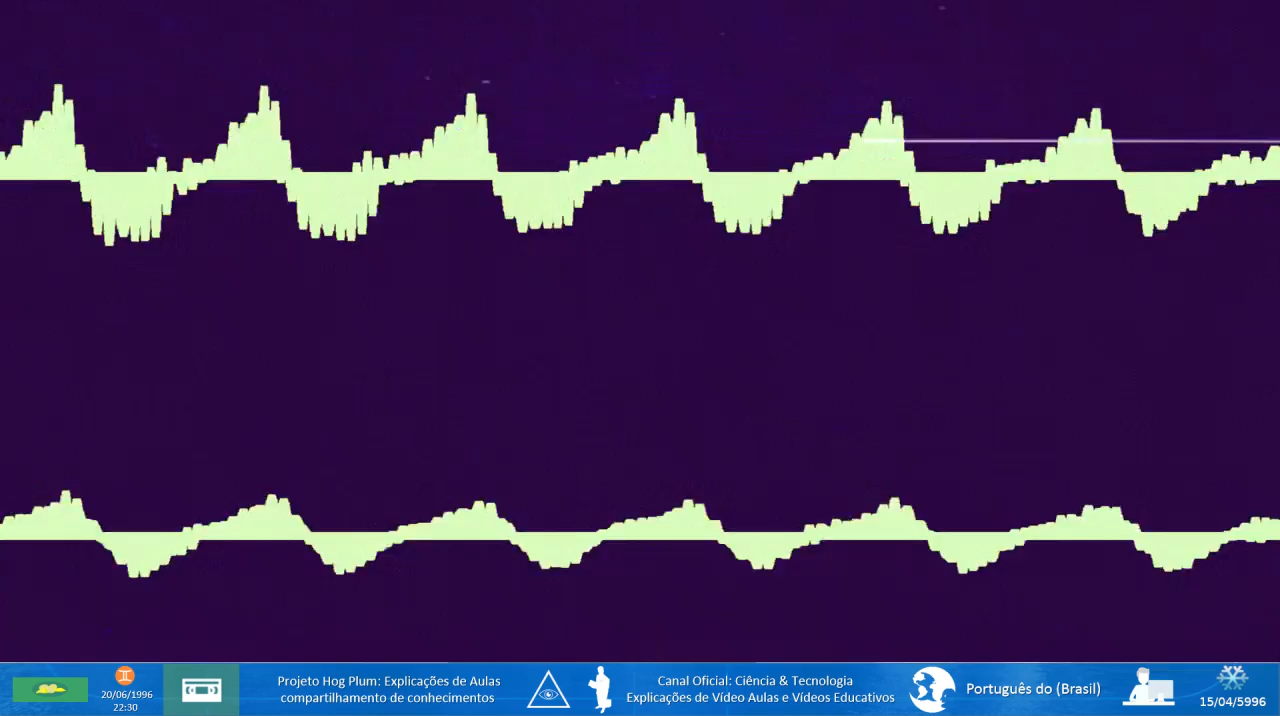 ♊
20/06/1996
22:30
Projeto Hog Plum: Explicações de Aulas
compartilhamento de conhecimentos
Canal Oficial: Ciência & Tecnologia
Explicações de Vídeo Aulas e Vídeos Educativos
Português do (Brasil)
15/04/5996